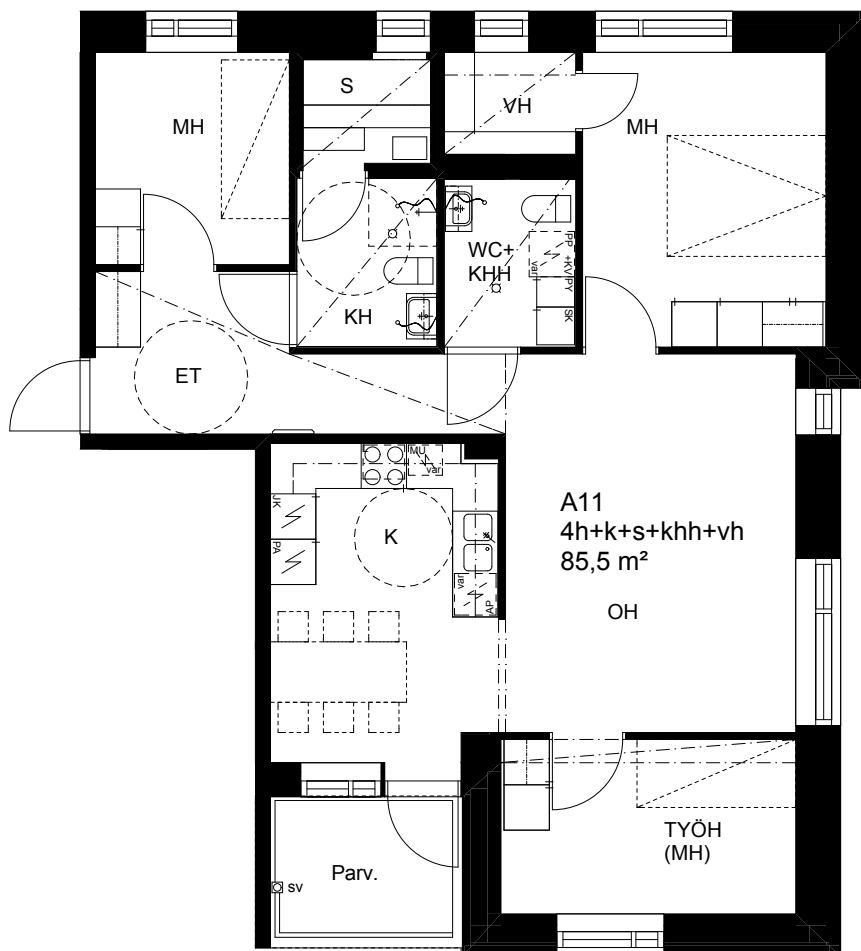 S
VH
MH
MH
WC+
KHH
PP +KV/PY
var
SK
KH
ET
MU
var
JK
PA
K
var
AP
A11
4h+k+s+khh+vh
85,5 m²
OH
TYÖH
(MH)
Parv.
sv